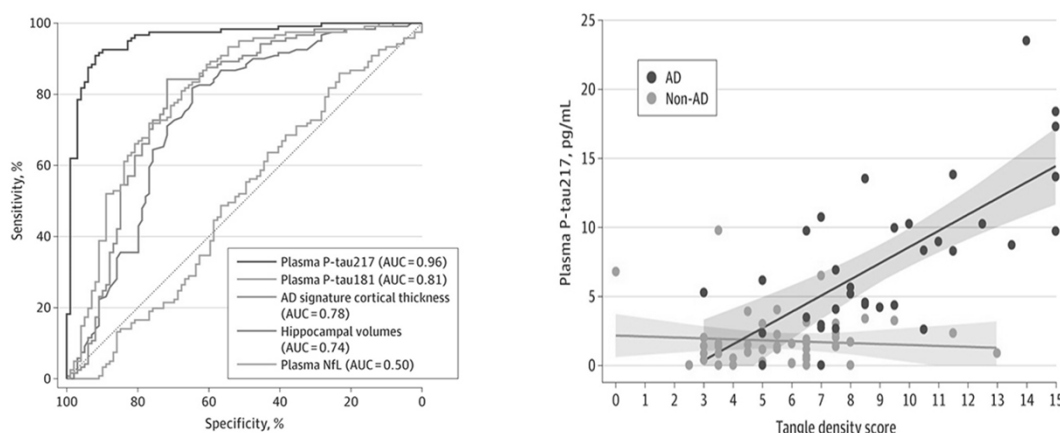 100
80
60
40
20
0
Sensitivity, %
100
80
60
40
20
0
Specificity, %
Plasma P-tau217 (AUC = 0.96)
Plasma P-tau181 (AUC = 0.81)
AD signature cortical thickness
(AUC = 0.78)
Hippocampal volumes
(AUC = 0.74)
Plasma NfL (AUC = 0.50)
25
20
15
10
5
0
Plasma P-tau217, pg/mL
AD
Non-AD
0 1 2 3 4 5 6 7 8 9 10 11 12 13 14 15
Tangle density score